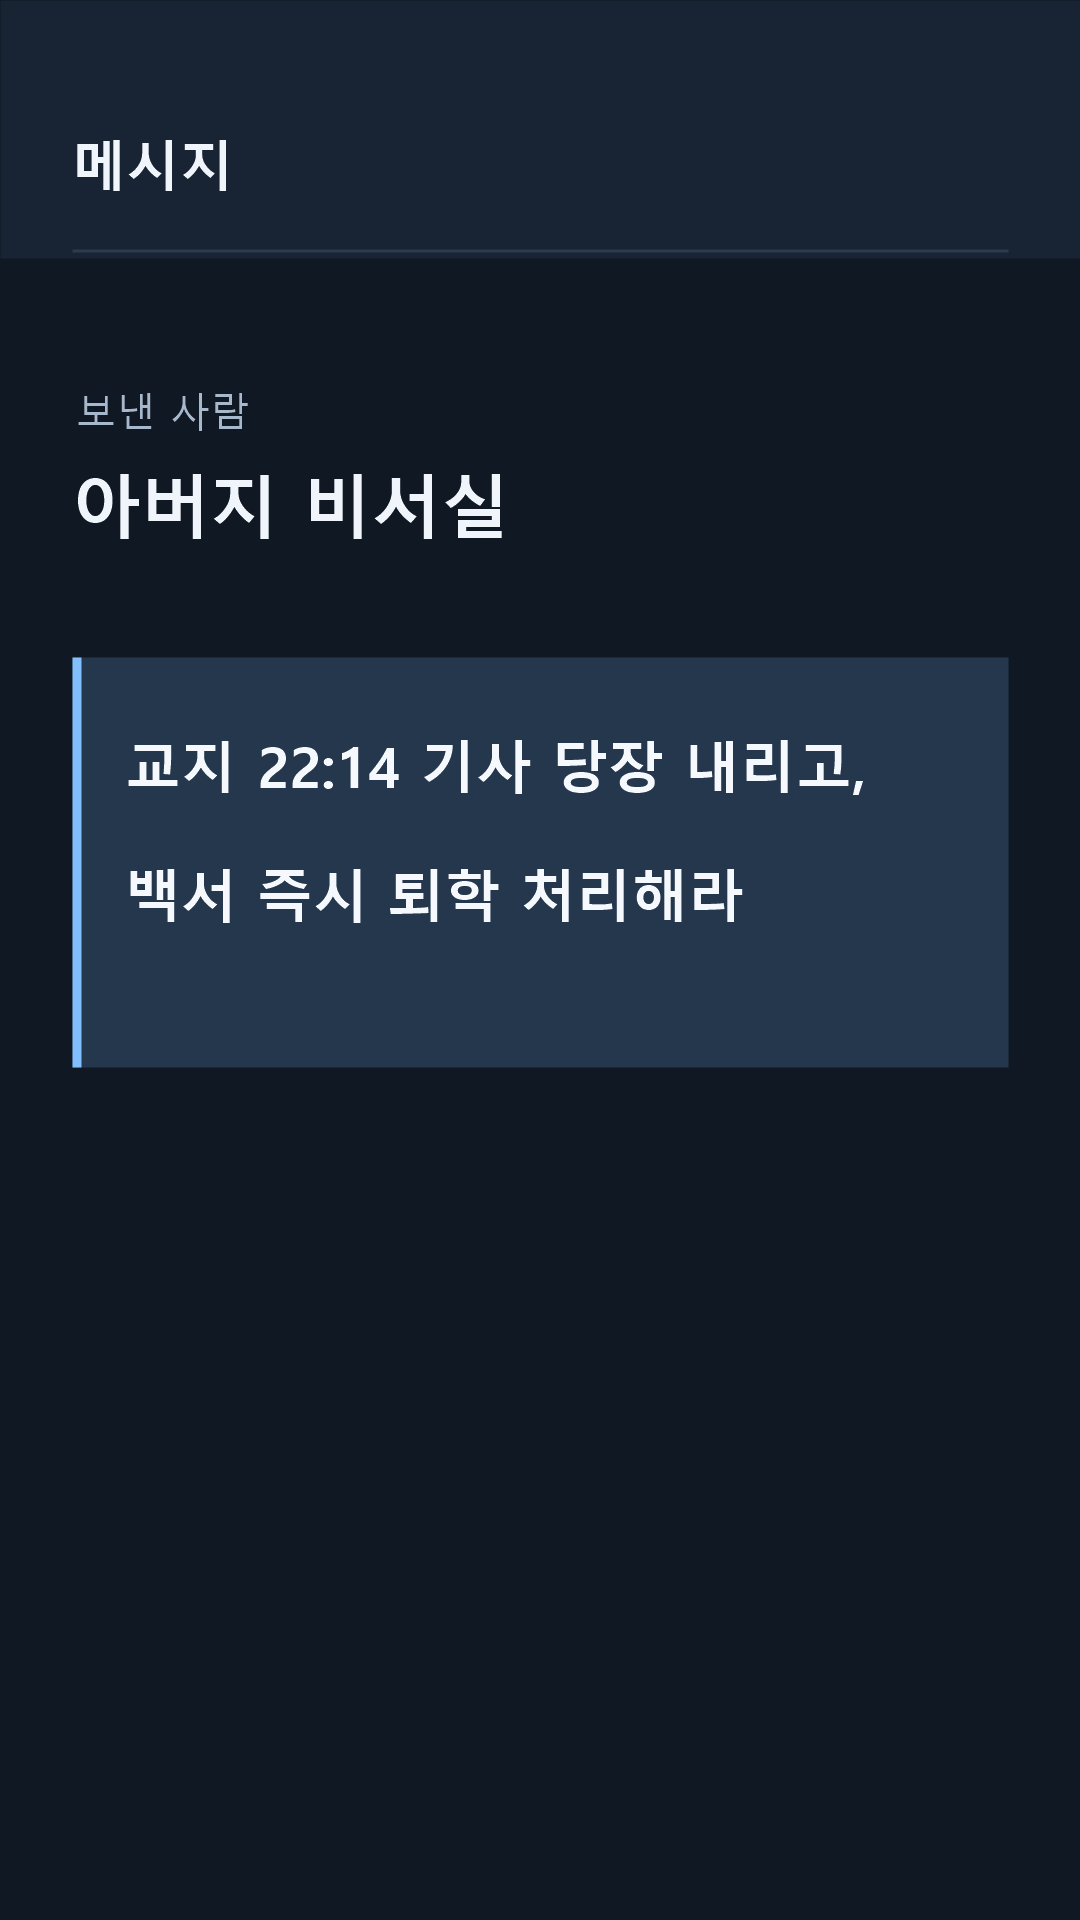 메시지
보낸 사람
아버지 비서실
교지 22:14 기사 당장 내리고,
백서 즉시 퇴학 처리해라